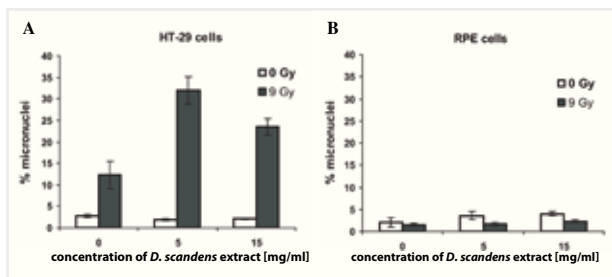 A
HT-29 cells
% micronuclei
40
35
30
25
20
15
10
5
0
0 Gy
9 Gy
0 5 15
concentration of D. scandens extract [mg/ml]
B
RPE cells
% micronuclei
40
35
30
25
20
15
10
5
0
0 Gy
9 Gy
0 5 15
concentration of D. scandens extract [mg/ml]